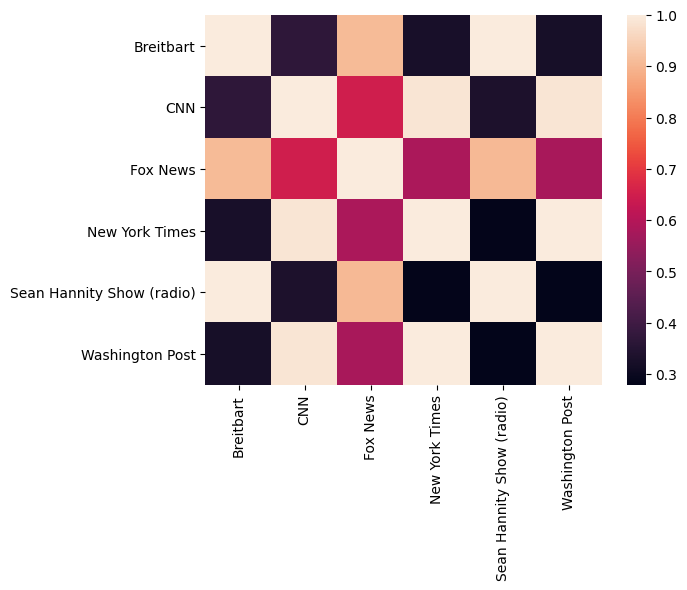 Breitbart
CNN
Fox News
New York Times
Sean Hannity Show (radio)
Washington Post
Breitbart
CNN
Fox News
New York Times
Sean Hannity Show (radio)
Washington Post
1.0
0.9
0.8
0.7
0.6
0.5
0.4
0.3